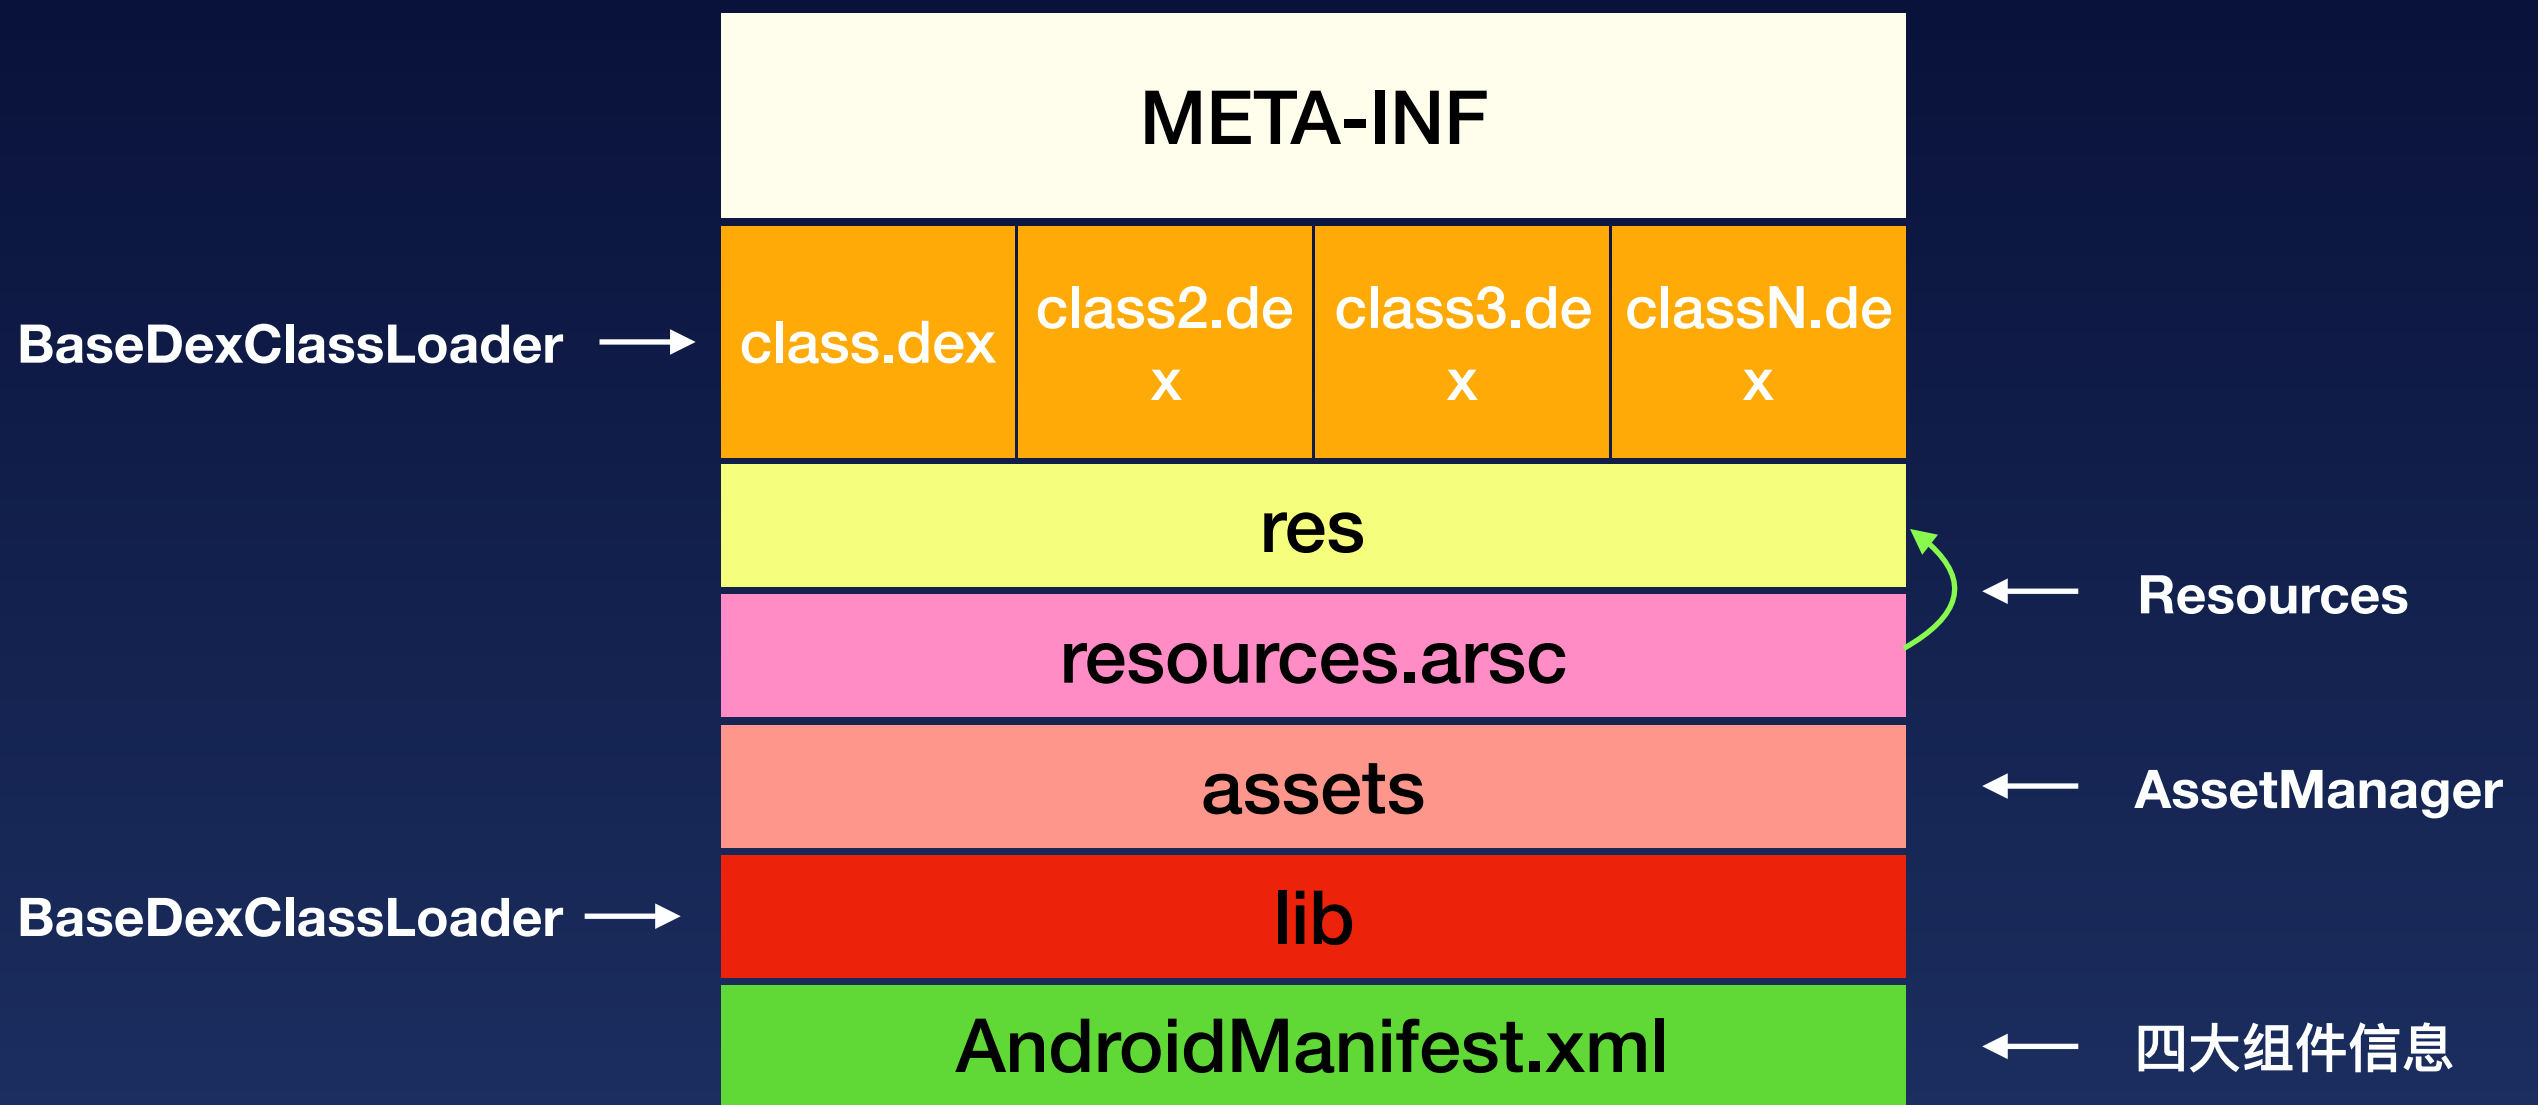 META-INF
BaseDexClassLoader
class.dex
class2.de
x
class3.de
x
classN.de
x
res
Resources
resources.arsc
assets
AssetManager
BaseDexClassLoader
lib
AndroidManifest.xml
四大组件信息